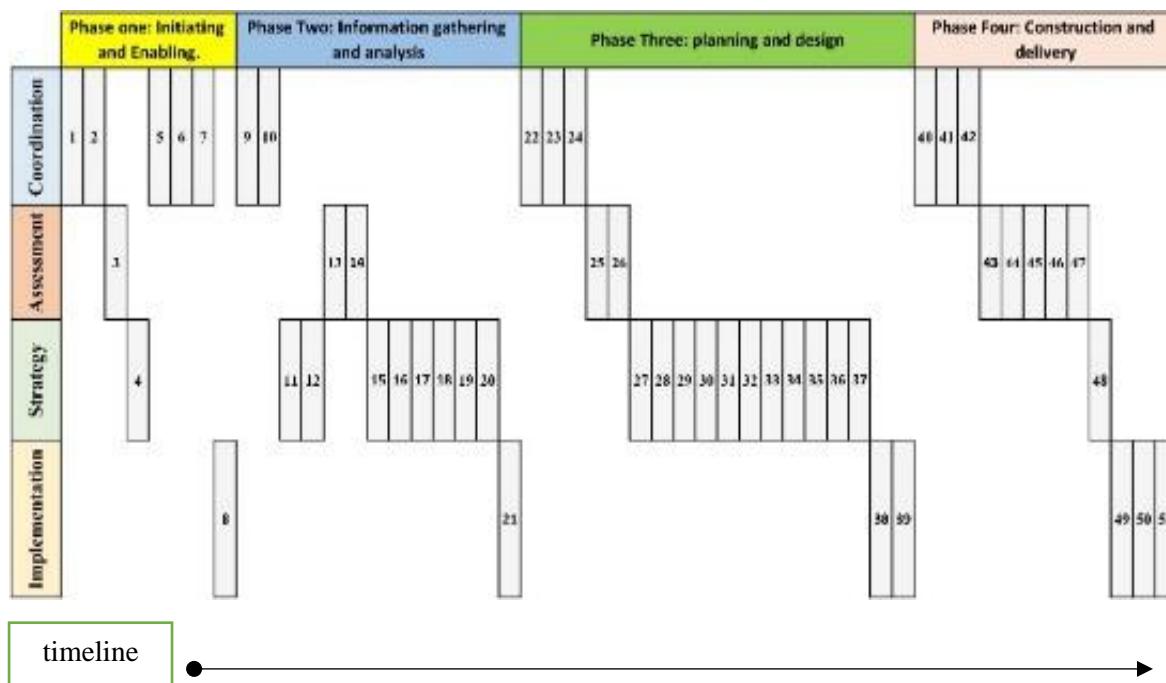 Phase one: Initiating
and Enabling.
Phase Two: Information gathering
and analysis
Phase Three: planning and design
Phase Four: Construction and
delivery
Coordination
1 2 5 6 7 9 10 22 23 24 40 41 42
Assessment
3 13 14 25 26 43 44 45 46 47
Strategy
4 11 12 15 16 17 18 19 20 27 28 29 30 31 32 33 34 35 36 37 48
Implementation
8 21 38 39 49 50
timeline